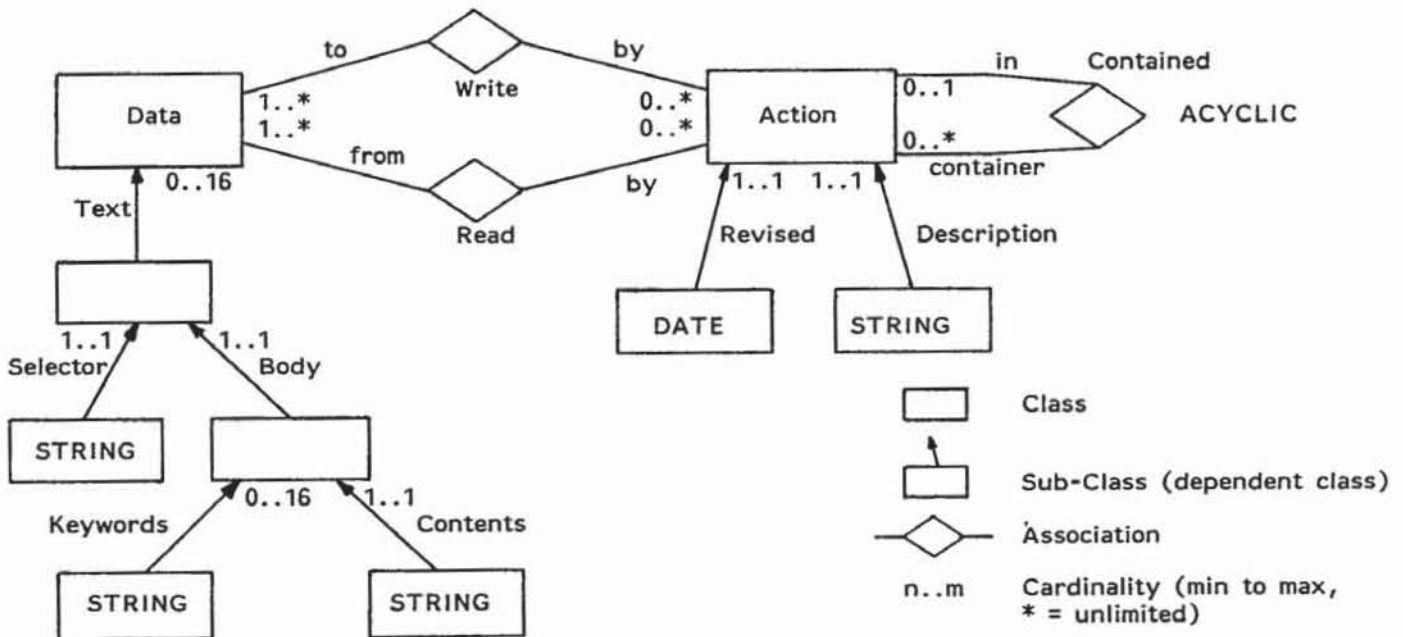 to
by
in
Contained
Data
Write
Action
ACYCLIC
1..*
1..*
0..*
0..*
0..1
0..*
from
by
container
0..16
1..1
1..1
Text
Read
Revised
Description
DATE
STRING
1..1
1..1
Selector
Body
STRING
0..16
1..1
Keywords
Contents
STRING
STRING
Class
Sub-Class (dependent class)
Association
n..m
Cardinality (min to max,
* = unlimited)